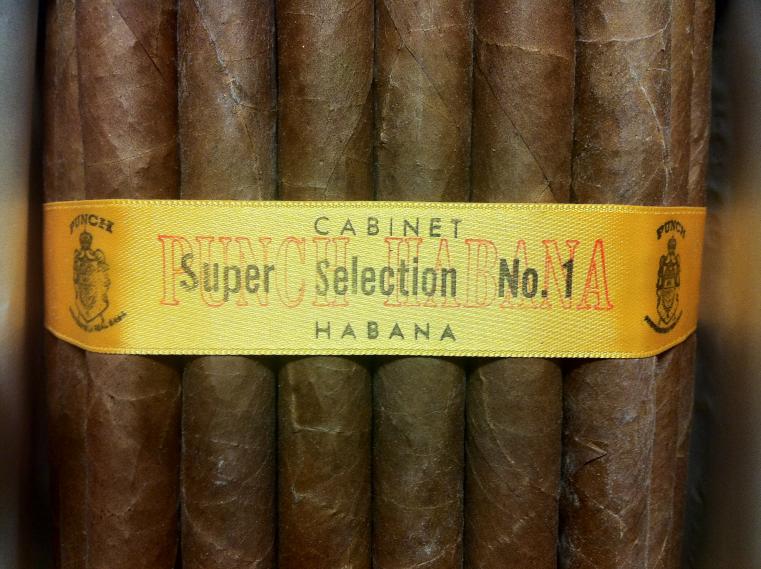 CABINET
PUNCH HABANA
Super Selection No. 1
HABANA
PUNCH
PUNCH